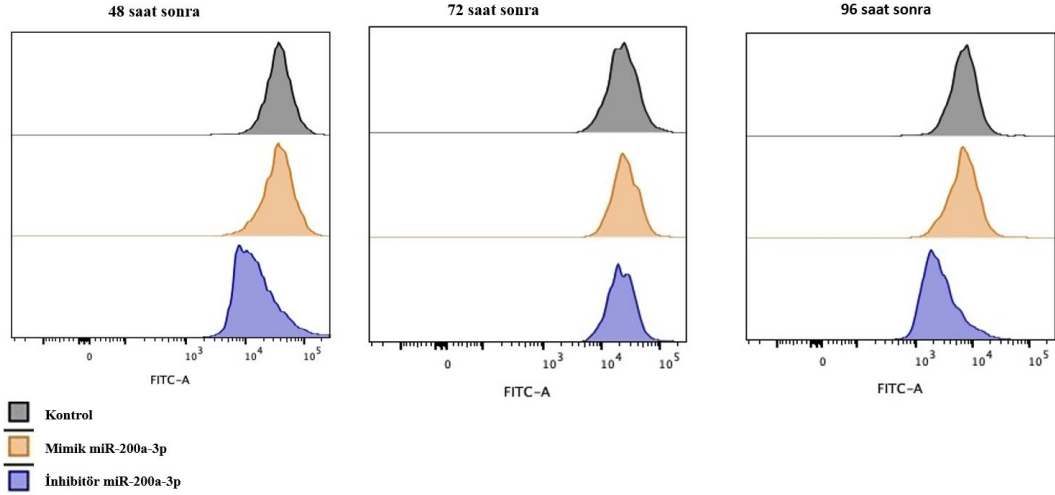 48 saat sonra
72 saat sonra
96 saat sonra
0 10³ 10⁴ 10⁵
FITC-A
0 10³ 10⁴ 10⁵
FITC-A
0 10³ 10⁴ 10⁵
FITC-A
Kontrol
Mimik miR-200a-3p
İnhibitör miR-200a-3p